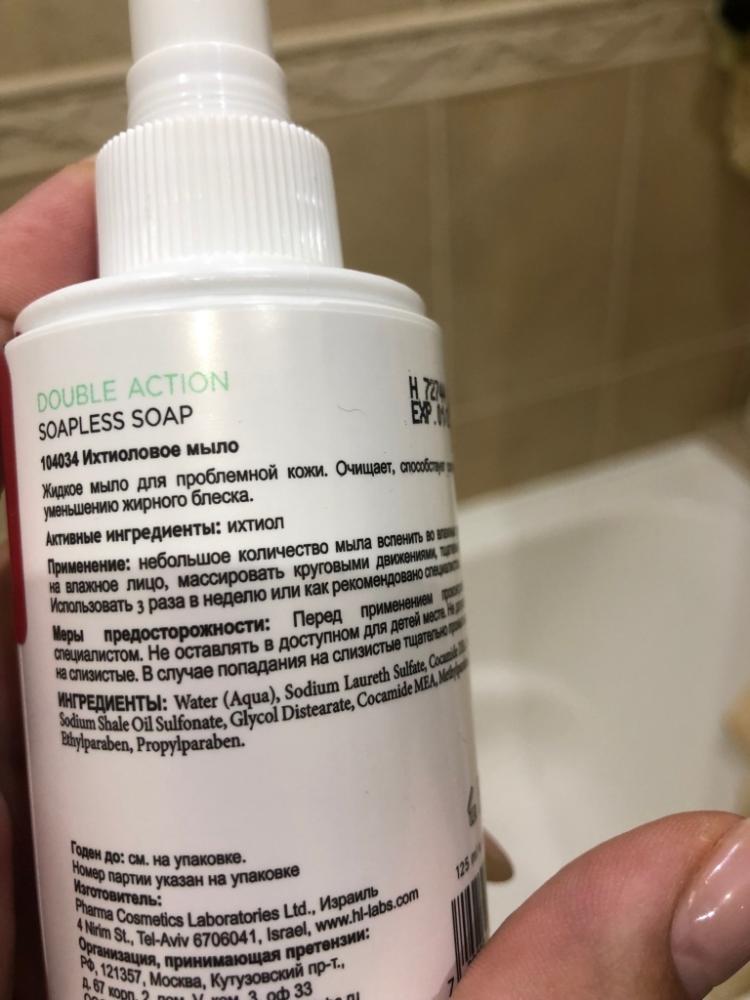 DOUBLE ACTION
SOAPLESS SOAP
104034 Ихтиоловое мыло
Жидкое мыло для проблемной кожи. Очищает, способствует
уменьшению жирного блеска.
Активные ингредиенты: ихтиол
Применение: небольшое количество мыла вспенить во
на влажное лицо, массировать круговыми движениями,
Использовать 3 раза в неделю или как рекомендовано
Меры предосторожности: Перед применением
специалистом. Не оставлять в доступном для детей месте. Не
на слизистые. В случае попадания на слизистые тщательно
ИНГРЕДИЕНТЫ: Water (Aqua), Sodium Laureth Sulfate, Cocamide
Sodium Shale Oil Sulfonate, Glycol Distearate, Cocamide MEA,
Ethylparaben, Propylparaben.
Годен до: см. на упаковке.
Номер партии указан на упаковке
Изготовитель:
Pharma Cosmetics Laboratories Ltd., Израиль
4 Nirim St., Tel-Aviv 6706041, Israel, www.hl-labs.com
Организация, принимающая претензии:
РФ, 121357, Москва, Кутузовский пр-т.,
д. 67 корп. 2, пом. V, ком. 3, оф 33
H 7274
EXP.
125
7